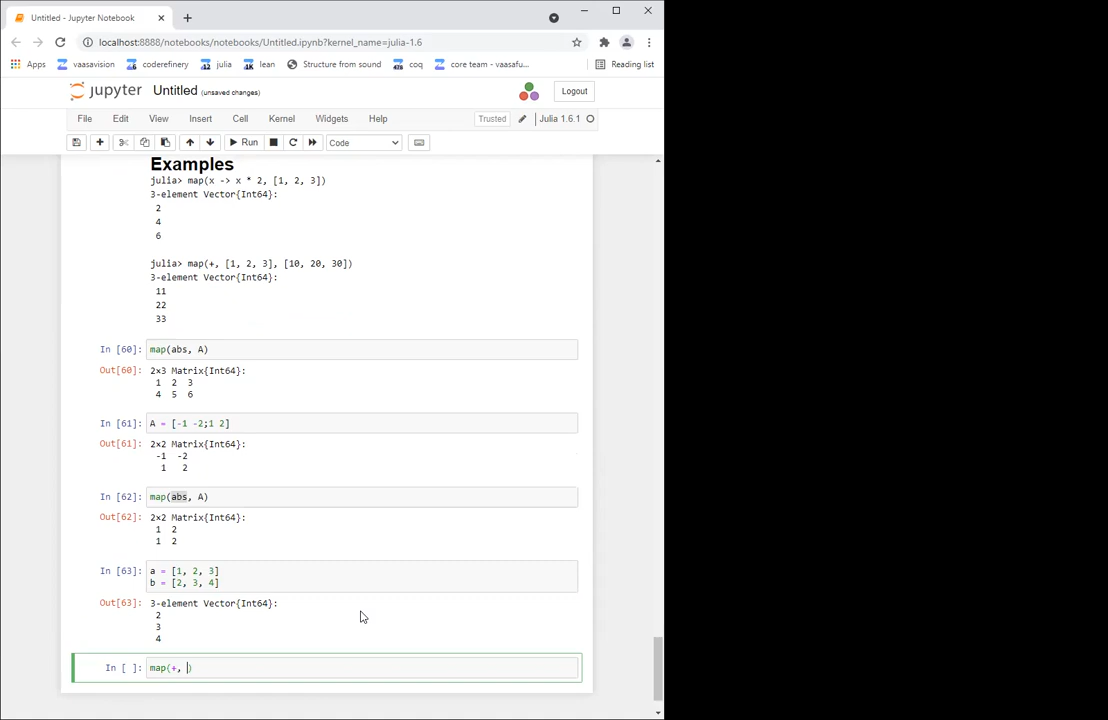 Untitled - Jupyter Notebook
localhost:8888/notebooks/notebooks/Untitled.ipynb?kernel_name=julia-1.6
Apps vaasavision coderefinery julia lean Structure from sound coq core team - vaasafu... Reading list
jupyter Untitled (unsaved changes) Logout
File Edit View Insert Cell Kernel Widgets Help Trusted Julia 1.6.1
Run Code
Examples
julia> map(x -> x * 2, [1, 2, 3])
3-element Vector{Int64}:
2
4
6
julia> map(+, [1, 2, 3], [10, 20, 30])
3-element Vector{Int64}:
11
22
33
In [60]: map(abs, A)
Out[60]: 2×3 Matrix{Int64}:
1 2 3
4 5 6
In [61]: A = [-1 -2;1 2]
Out[61]: 2×2 Matrix{Int64}:
-1 -2
1 2
In [62]: map(abs, A)
Out[62]: 2×2 Matrix{Int64}:
1 2
1 2
In [63]: a = [1, 2, 3]
b = [2, 3, 4]
Out[63]: 3-element Vector{Int64}:
2
3
4
In [ ]: map(+, )